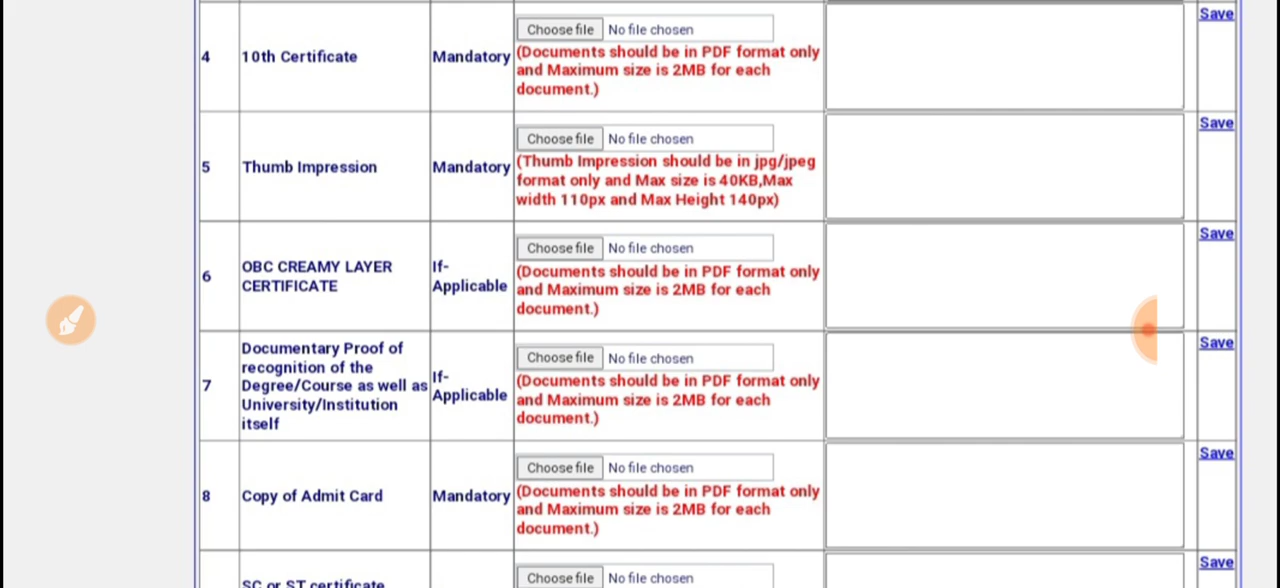 Save
Choose file No file chosen
4 10th Certificate Mandatory (Documents should be in PDF format only
and Maximum size is 2MB for each
document.)
Save
Choose file No file chosen
5 Thumb Impression Mandatory (Thumb Impression should be in jpg/jpeg
format only and Max size is 40KB,Max
width 110px and Max Height 140px)
Save
Choose file No file chosen
6 OBC CREAMY LAYER
CERTIFICATE
If-
Applicable
(Documents should be in PDF format only
and Maximum size is 2MB for each
document.)
Save
Choose file No file chosen
7 Documentary Proof of
recognition of the
Degree/Course as well as
University/Institution
itself
If-
Applicable
(Documents should be in PDF format only
and Maximum size is 2MB for each
document.)
Save
Choose file No file chosen
8 Copy of Admit Card Mandatory (Documents should be in PDF format only
and Maximum size is 2MB for each
document.)
Save
Choose file No file chosen
SC or ST certificate